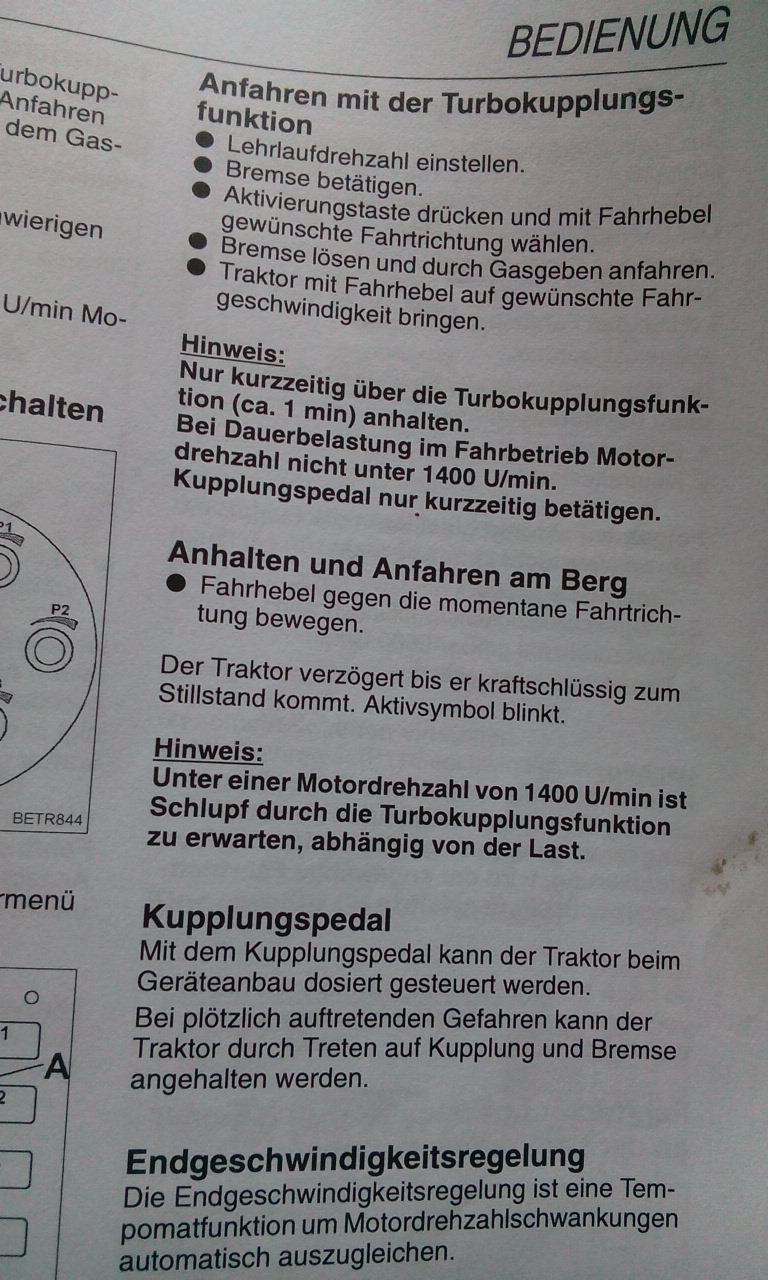 BEDIENUNG
urbokupp-
Anfahren
dem Gas-
wierigen
U/min Mo-
chalten
P1
P2
BETR844
rmenü
1
A
2
Anfahren mit der Turbokupplungs-
funktion
● Lehrlaufdrehzahl einstellen.
● Bremse betätigen.
● Aktivierungstaste drücken und mit Fahrhebel
gewünschte Fahrtrichtung wählen.
● Bremse lösen und durch Gasgeben anfahren.
● Traktor mit Fahrhebel auf gewünschte Fahr-
geschwindigkeit bringen.
Hinweis:
Nur kurzzeitig über die Turbokupplungsfunk-
tion (ca. 1 min) anhalten.
Bei Dauerbelastung im Fahrbetrieb Motor-
drehzahl nicht unter 1400 U/min.
Kupplungspedal nur kurzzeitig betätigen.
Anhalten und Anfahren am Berg
● Fahrhebel gegen die momentane Fahrtrich-
tung bewegen.
Der Traktor verzögert bis er kraftschlüssig zum
Stillstand kommt. Aktivsymbol blinkt.
Hinweis:
Unter einer Motordrehzahl von 1400 U/min ist
Schlupf durch die Turbokupplungsfunktion
zu erwarten, abhängig von der Last.
Kupplungspedal
Mit dem Kupplungspedal kann der Traktor beim
Geräteanbau dosiert gesteuert werden.
Bei plötzlich auftretenden Gefahren kann der
Traktor durch Treten auf Kupplung und Bremse
angehalten werden.
Endgeschwindigkeitsregelung
Die Endgeschwindigkeitsregelung ist eine Tem-
pomatfunktion um Motordrehzahlschwankungen
automatisch auszugleichen.